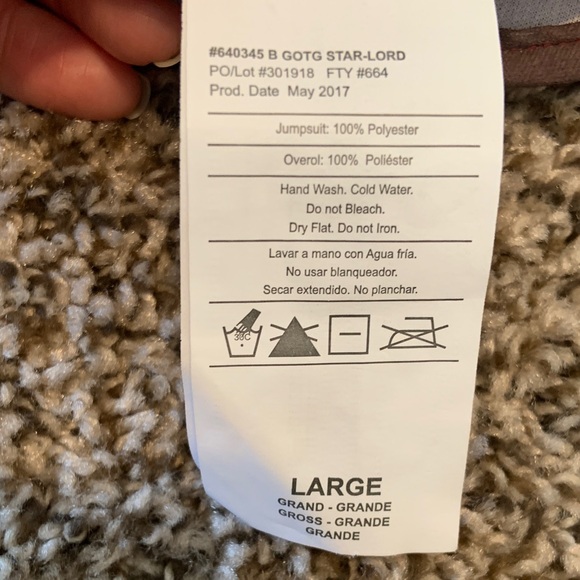 #640345 B GOTG STAR-LORD
PO/Lot #301918 FTY #664
Prod. Date May 2017
Jumpsuit: 100% Polyester
Overol: 100% Poliéster
Hand Wash. Cold Water.
Do not Bleach.
Dry Flat. Do not Iron.
Lavar a mano con Agua fría.
No usar blanqueador.
Secar extendido. No planchar.
30C
LARGE
GRAND - GRANDE
GROSS - GRANDE
GRANDE